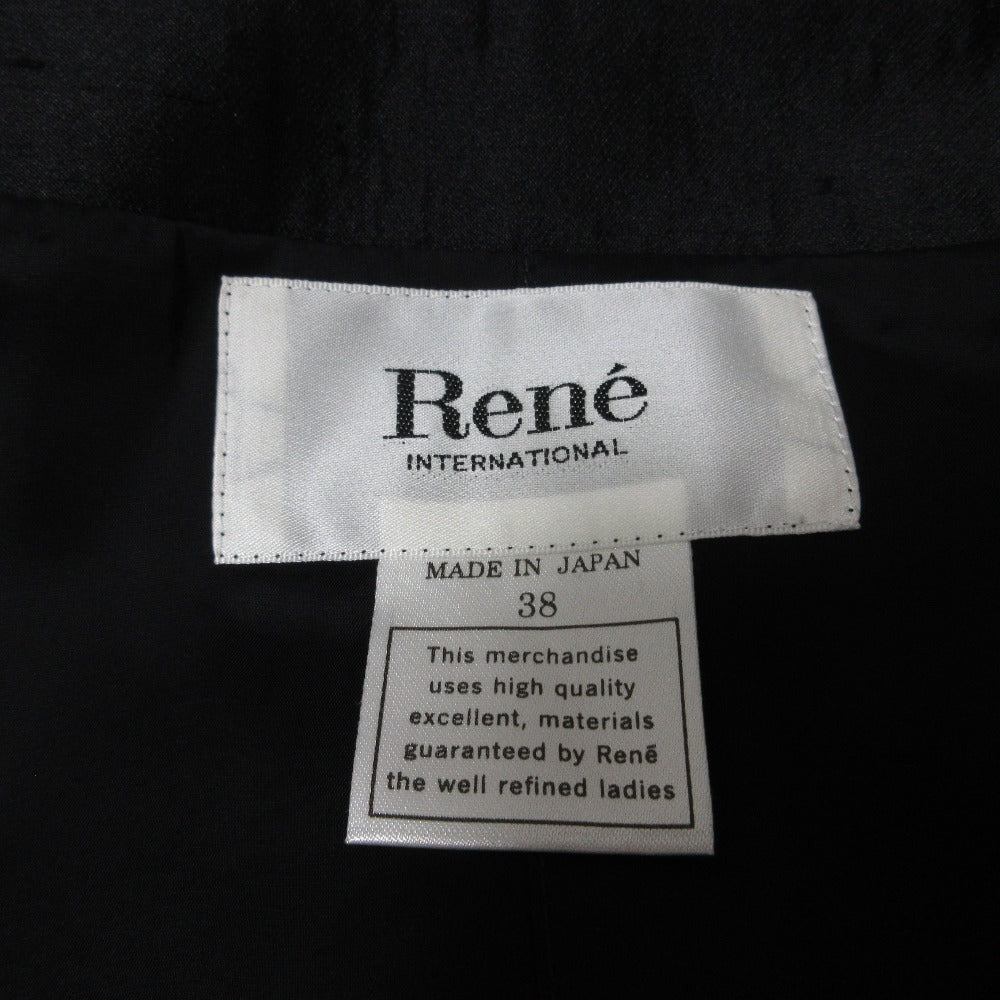 René
INTERNATIONAL
MADE IN JAPAN
38
This merchandise
uses high quality
excellent, materials
guaranteed by René
the well refined ladies